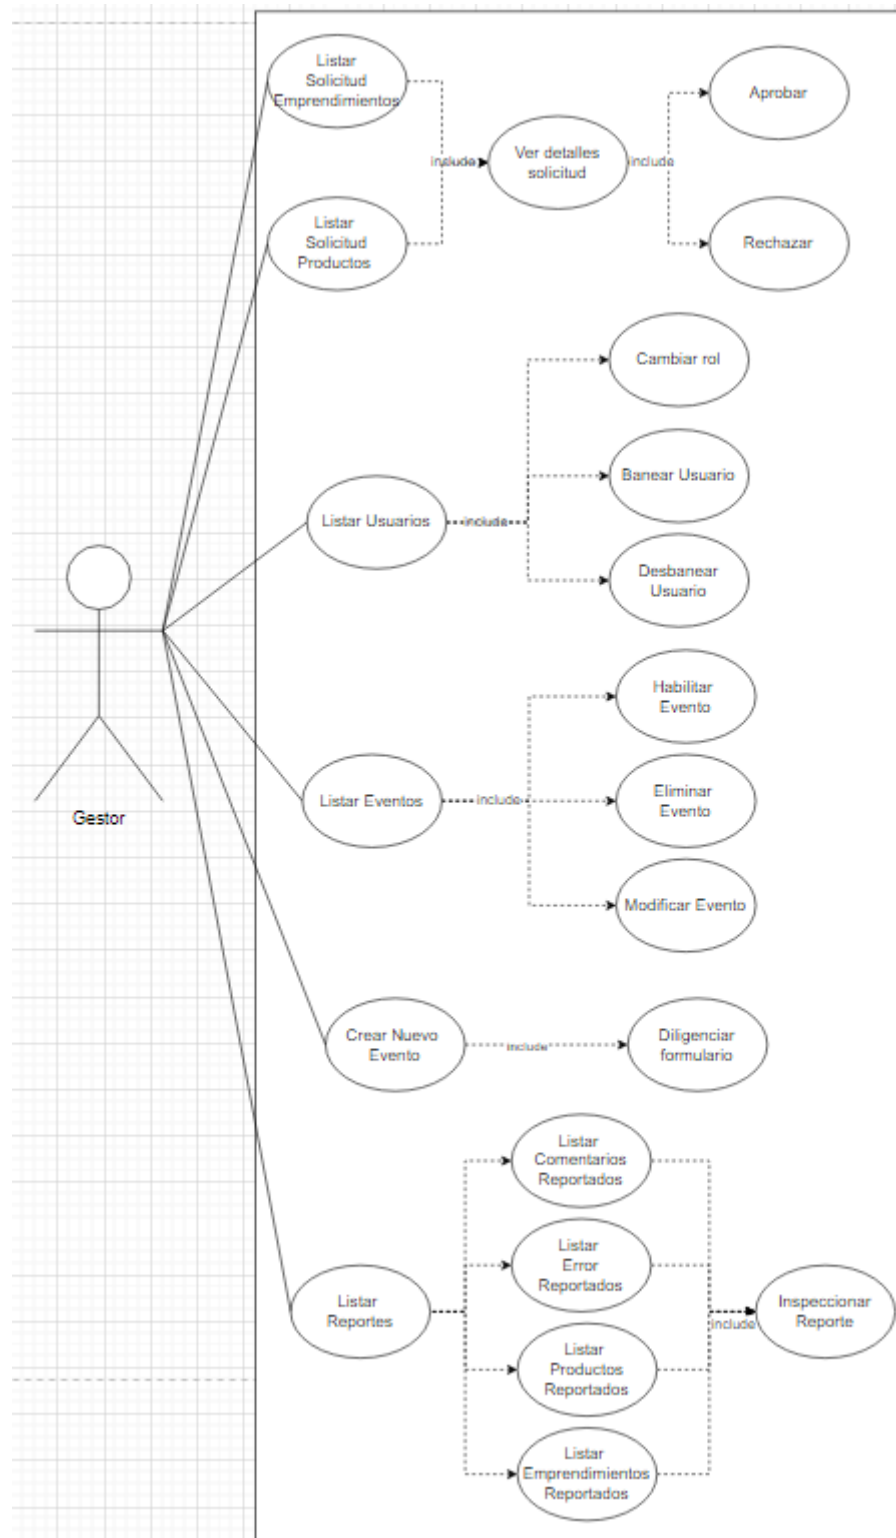 Listar
Solicitud
Emprendimientos
Aprobar
include
Ver detalles
solicitud
include
Listar
Solicitud
Productos
Rechazar
Cambiar rol
Banear Usuario
Listar Usuarios
include
Desbanear
Usuario
Habilitar
Evento
Listar Eventos
include
Eliminar
Evento
Gestor
Modificar Evento
Crear Nuevo
Evento
include
Diligenciar
formulario
Listar
Comentarios
Reportados
Listar
Error
Reportados
Listar
Reportes
include
Inspeccionar
Reporte
Listar
Productos
Reportados
Listar
Emprendimientos
Reportados